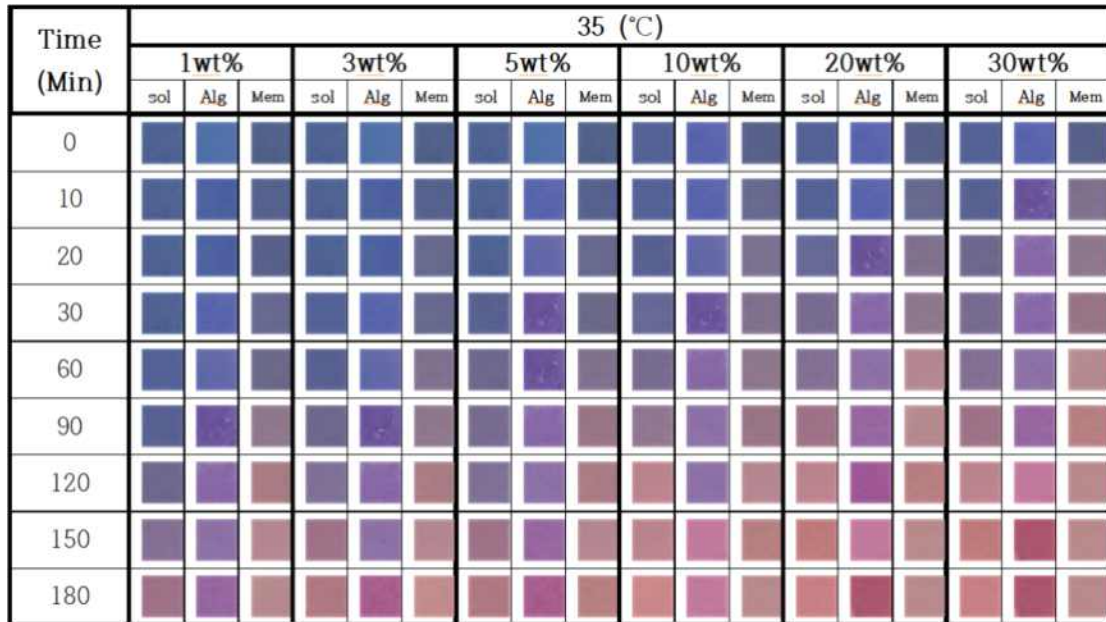 Time
(Min)
35 (℃)
1wt% 3wt% 5wt% 10wt% 20wt% 30wt%
sol Alg Mem sol Alg Mem sol Alg Mem sol Alg Mem sol Alg Mem sol Alg Mem
0
10
20
30
60
90
120
150
180